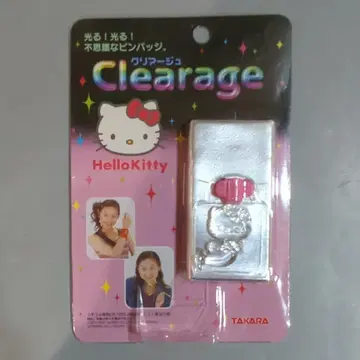 光る!光る!
不思議なピンバッヂ。
クリアージュ
Clearage
HelloKitty
TAKARA